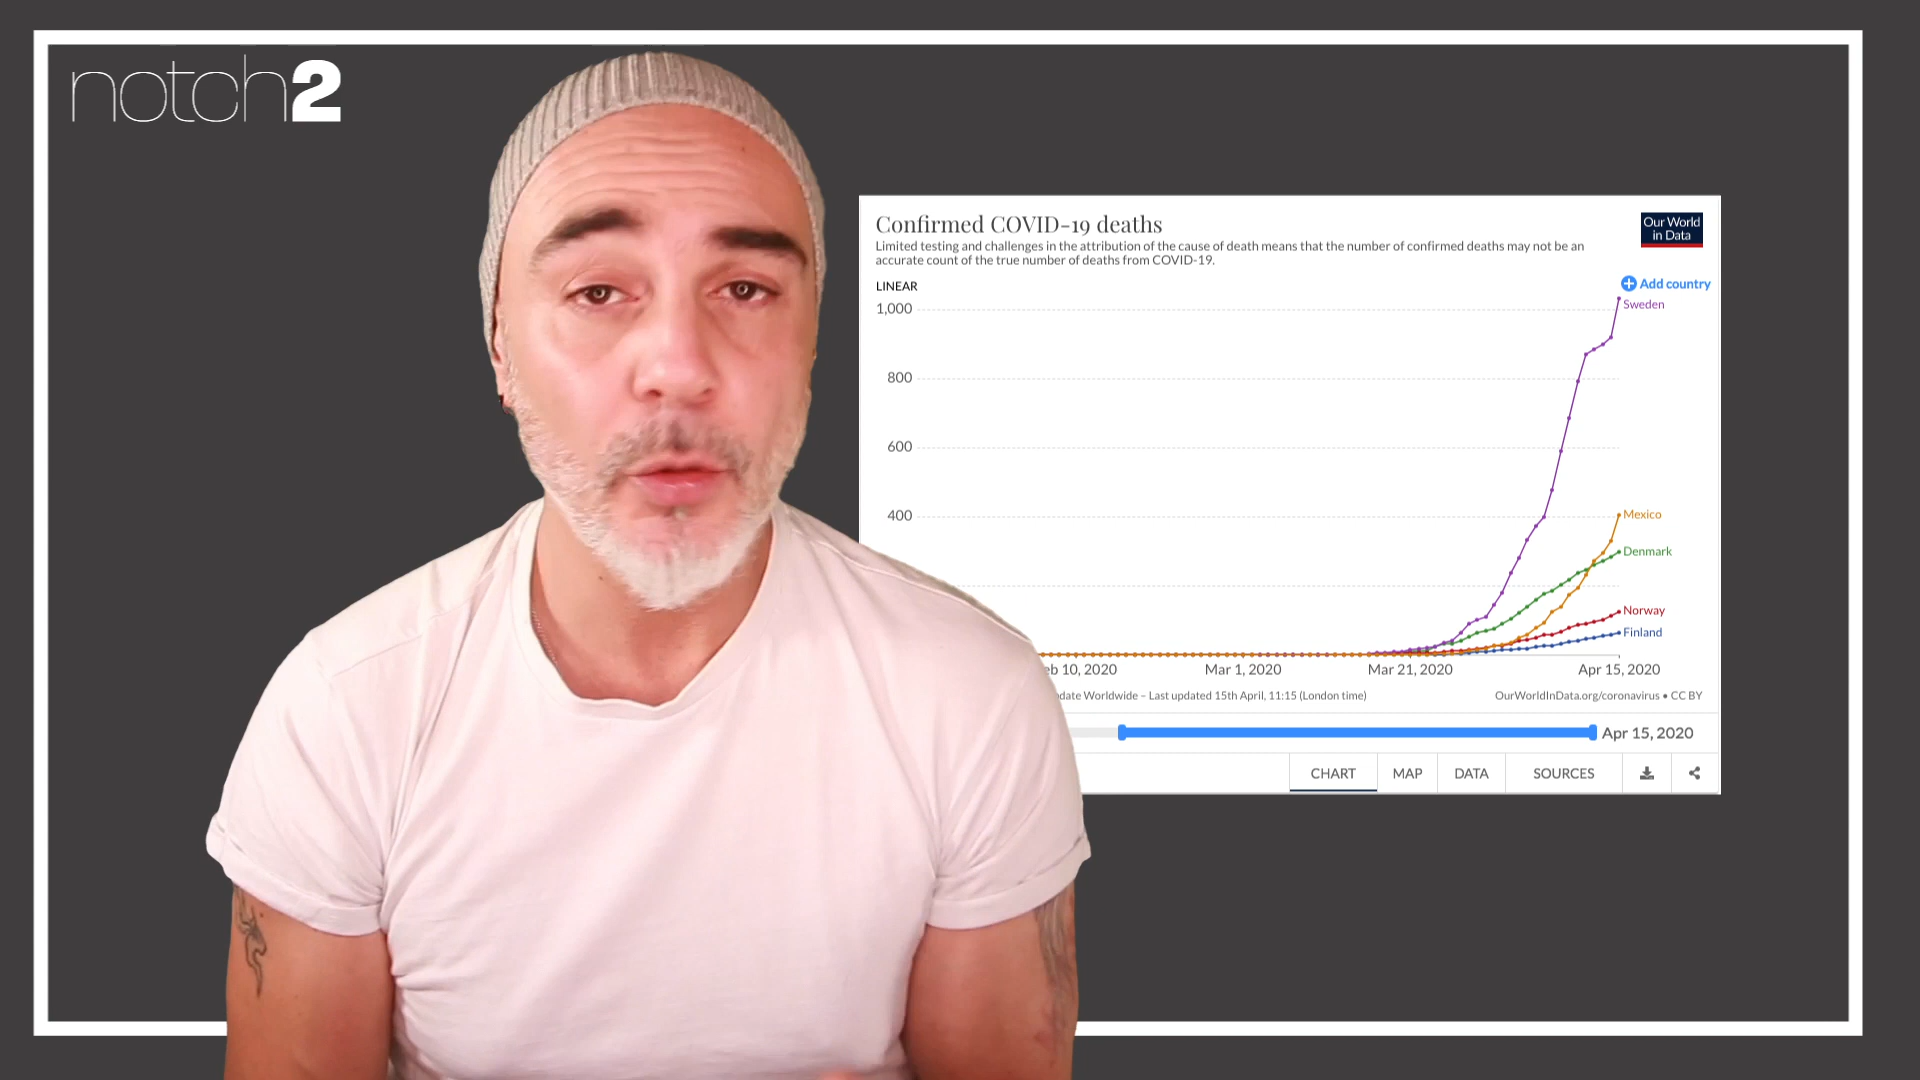 notch2
Confirmed COVID-19 deaths
Our World
in Data
Limited testing and challenges in the attribution of the cause of death means that the number of confirmed deaths may not be an
accurate count of the true number of deaths from COVID-19.
LINEAR
Add country
1,000
Sweden
800
600
400
Mexico
Denmark
Norway
Finland
10, 2020
Mar 1, 2020
Mar 21, 2020
Apr 15, 2020
Worldwide – Last updated 15th April, 11:15 (London time)
OurWorldInData.org/coronavirus • CC BY
Apr 15, 2020
CHART
MAP
DATA
SOURCES